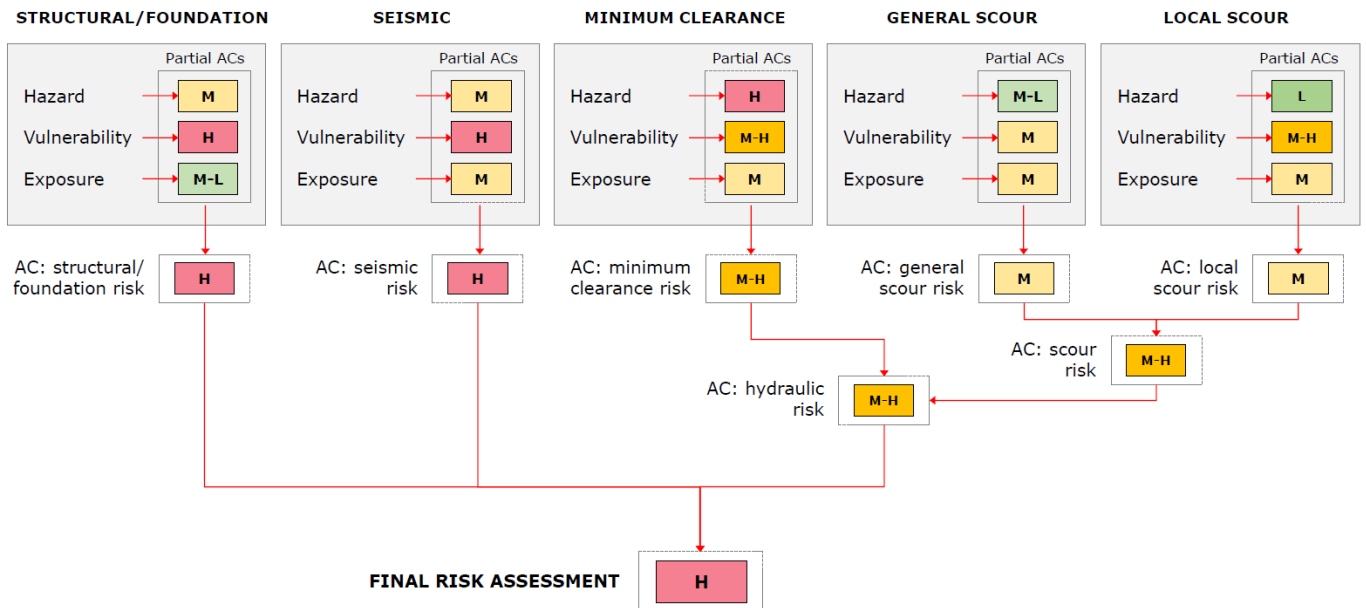 STRUCTURAL/FOUNDATION
Partial ACs
Hazard
M
Vulnerability
H
Exposure
M-L
AC: structural/
foundation risk
H
SEISMIC
Partial ACs
Hazard
M
Vulnerability
H
Exposure
M
AC: seismic
risk
H
MINIMUM CLEARANCE
Partial ACs
Hazard
H
Vulnerability
M-H
Exposure
M
AC: minimum
clearance risk
M-H
GENERAL SCOUR
Partial ACs
Hazard
M-L
Vulnerability
M
Exposure
M
AC: general
scour risk
M
LOCAL SCOUR
Partial ACs
Hazard
L
Vulnerability
M-H
Exposure
M
AC: local
scour risk
M
AC: scour
risk
M-H
AC: hydraulic
risk
M-H
FINAL RISK ASSESSMENT
H